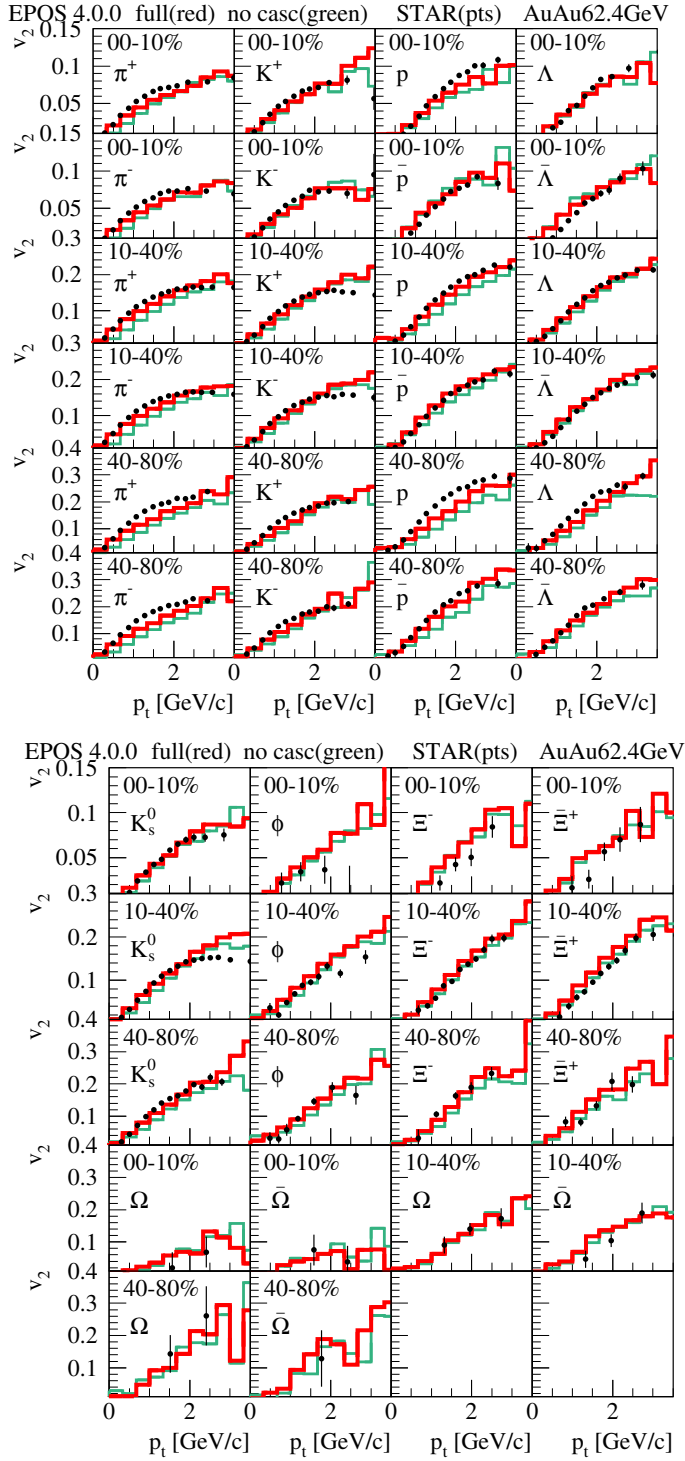 EPOS 4.0.0 full(red) no casc(green) STAR(pts) AuAu62.4GeV
v₂ 0.15 0.1 0.05
00-10% 00-10% 00-10% 00-10%
π⁺ K⁺ p Λ
v₂ 0.15 0.1 0.05
00-10% 00-10% 00-10% 00-10%
π⁻ K⁻ p̄ Λ̄
v₂ 0.3 0.2 0.1
10-40% 10-40% 10-40% 10-40%
π⁺ K⁺ p Λ
v₂ 0.3 0.2 0.1
10-40% 10-40% 10-40% 10-40%
π⁻ K⁻ p̄ Λ̄
v₂ 0.4 0.3 0.2 0.1
40-80% 40-80% 40-80% 40-80%
π⁺ K⁺ p Λ
v₂ 0.4 0.3 0.2 0.1
40-80% 40-80% 40-80% 40-80%
π⁻ K⁻ p̄ Λ̄
0 2 0 2 0 2 0 2
pₜ [GeV/c] pₜ [GeV/c] pₜ [GeV/c] pₜ [GeV/c]
EPOS 4.0.0 full(red) no casc(green) STAR(pts) AuAu62.4GeV
v₂ 0.15 0.1 0.05
00-10% 00-10% 00-10% 00-10%
Kₛ⁰ ϕ Ξ⁻ Ξ̄⁺
v₂ 0.3 0.2 0.1
10-40% 10-40% 10-40% 10-40%
Kₛ⁰ ϕ Ξ⁻ Ξ̄⁺
v₂ 0.4 0.3 0.2 0.1
40-80% 40-80% 40-80% 40-80%
Kₛ⁰ ϕ Ξ⁻ Ξ̄⁺
v₂ 0.4 0.3 0.2 0.1
00-10% 00-10% 10-40% 10-40%
Ω Ω̄ Ω Ω̄
v₂ 0.4 0.3 0.2 0.1
40-80% 40-80%
Ω Ω̄
0 2 0 2 0 2 0 2
pₜ [GeV/c] pₜ [GeV/c] pₜ [GeV/c] pₜ [GeV/c]